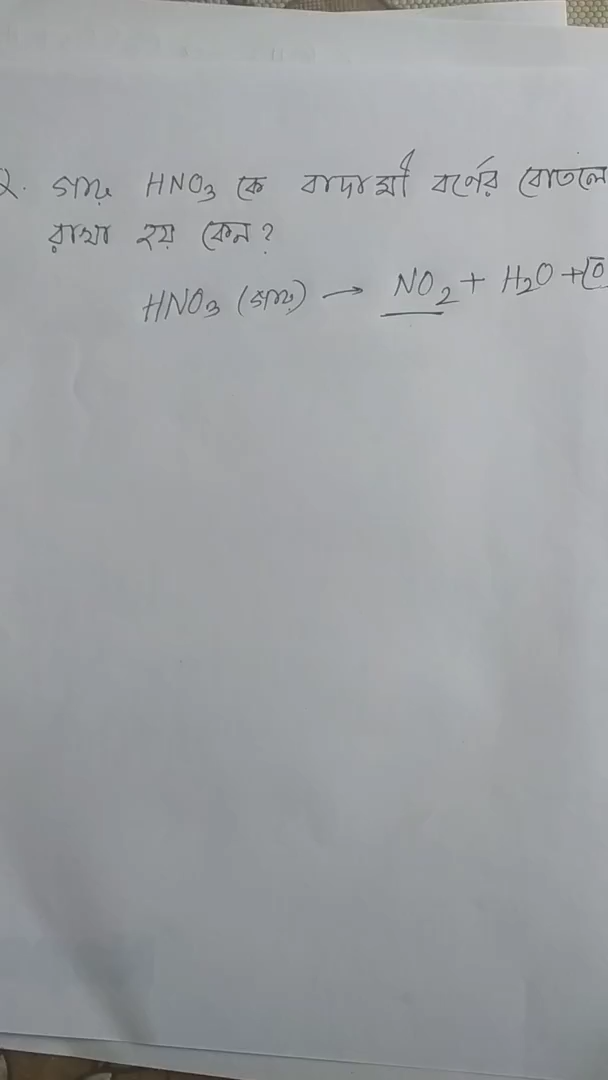 ২. গাঢ় HNO3 কে বাদামী বর্ণের বোতলে
রাখা হয় কেন?
HNO3 (গাঢ়) → NO2 + H2O + [O